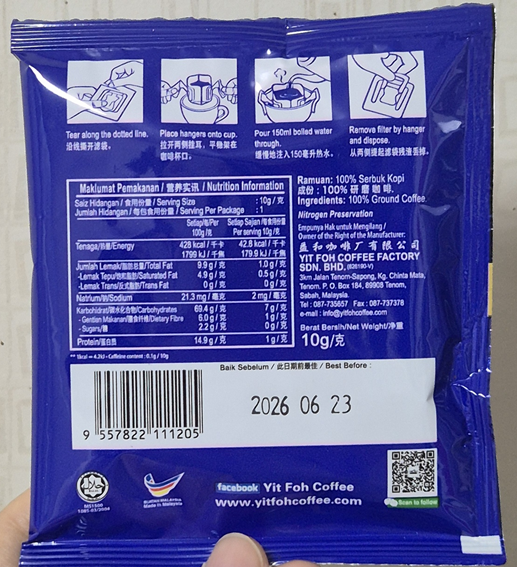 Tear along the dotted line.
沿线撕开滤袋。
Place hangers onto cup.
拉开两侧挂耳，平稳架在
咖啡杯口。
Pour 150ml boiled water
through.
缓慢地注入150毫升热水。
Remove filter by hanger
and dispose.
从两侧提起滤袋残渣丢掉。
Maklumat Pemakanan / 营养实讯 / Nutrition Information
Saiz Hidangan / 食用份量 / Serving Size : 10g / 克
Jumlah Hidangan / 每包食用份量 / Serving Per Package : 1
Setiap/每/Per
100g /克
Setiap Sajian /每食用份量
Per serving 10g /克
Tenaga/热量/Energy 428 kcal / 千卡 42.8 kcal / 千卡
1799 kJ / 千焦 179.9 kJ / 千焦
Jumlah Lemak/脂肪总量/Total Fat 9.9 g / 克 1.0 g / 克
-Lemak Tepu/饱和脂肪/Saturated Fat 4.9 g / 克 0.5 g / 克
-Lemak Trans/反式脂肪/Trans Fat 0 g / 克 0 g / 克
Natrium/钠/Sodium 21.3 mg / 毫克 2 mg / 毫克
Karbohidrat/碳水化合物/Carbohydrates 69.4 g / 克 7 g / 克
- Gentian Makanan/膳食纤维/Dietary Fibre 6.0 g / 克 1 g / 克
- Sugars/糖 2.2 g / 克 0 g / 克
Protein/蛋白质 14.9 g / 克 1 g / 克
** 1kcal = 4.2kJ • Caffeine content : 0.1g / 10g
Ramuan: 100% Serbuk Kopi
成份 : 100% 研磨咖啡.
Ingredients: 100% Ground Coffee.
Nitrogen Preservation
Empunya Hak untuk Mengilang /
Owner of the Right of the Manufacturer:
益和咖啡厂有限公司
YIT FOH COFFEE FACTORY
SDN. BHD.
3km Jalan Tenom-Sapong, Kg. Chinta Mata,
Tenom. P. O. Box 184, 89908 Tenom,
Sabah, Malaysia.
Tel : 087-735657 Fax : 087-737378
e-mail : info@yitfohcoffee.com
Berat Bersih/Net Weight/净重
10g/克
Baik Sebelum / 此日期前最佳 / Best Before :
2026 06 23
9 557822 111205
MS1500
Made in Malaysia
facebook Yit Foh Coffee
www.yitfohcoffee.com
Scan to follow